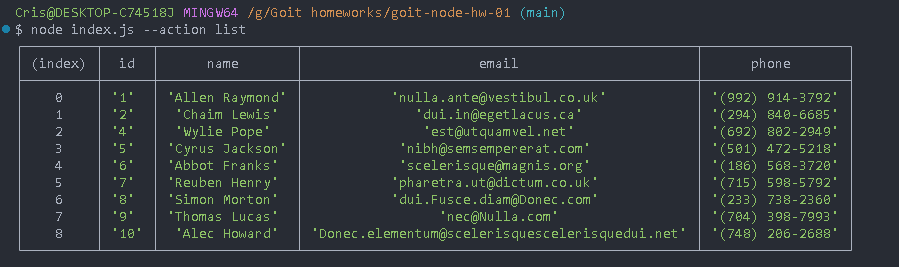 Cris@DESKTOP-C74518J MINGW64 /g/Goit homeworks/goit-node-hw-01 (main)
$ node index.js --action list
(index) id name email phone
0 '1' 'Allen Raymond' 'nulla.ante@vestibul.co.uk' '(992) 914-3792'
1 '2' 'Chaim Lewis' 'dui.in@egetlacus.ca' '(294) 840-6685'
2 '4' 'Wylie Pope' 'est@utquamvel.net' '(692) 802-2949'
3 '5' 'Cyrus Jackson' 'nibh@semsempererat.com' '(501) 472-5218'
4 '6' 'Abbot Franks' 'scelerisque@magnis.org' '(186) 568-3720'
5 '7' 'Reuben Henry' 'pharetra.ut@dictum.co.uk' '(715) 598-5792'
6 '8' 'Simon Morton' 'dui.Fusce.diam@Donec.com' '(233) 738-2360'
7 '9' 'Thomas Lucas' 'nec@Nulla.com' '(704) 398-7993'
8 '10' 'Alec Howard' 'Donec.elementum@scelerisquescelerisquedui.net' '(748) 206-2688'